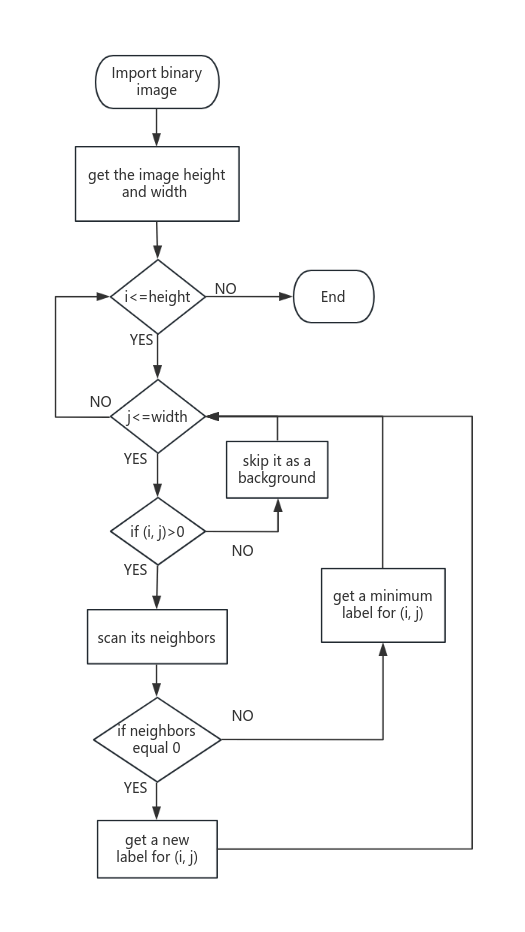 Import binary
image
get the image height
and width
i<=height
NO
End
YES
NO
j<=width
YES
skip it as a
background
if (i, j)>0
NO
YES
get a minimum
label for (i, j)
scan its neighbors
NO
if neighbors
equal 0
YES
get a new
label for (i, j)